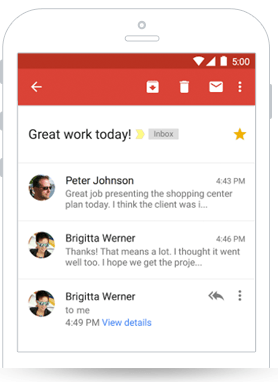 5:00
Great work today! Inbox
Peter Johnson 4:43 PM
Great job presenting the shopping center
plan today. I think the client was i...
Brigitta Werner 4:46 PM
Thanks! That means a lot. I thought it went
well too. I hope we get the proje...
Brigitta Werner
to me
4:49 PM View details